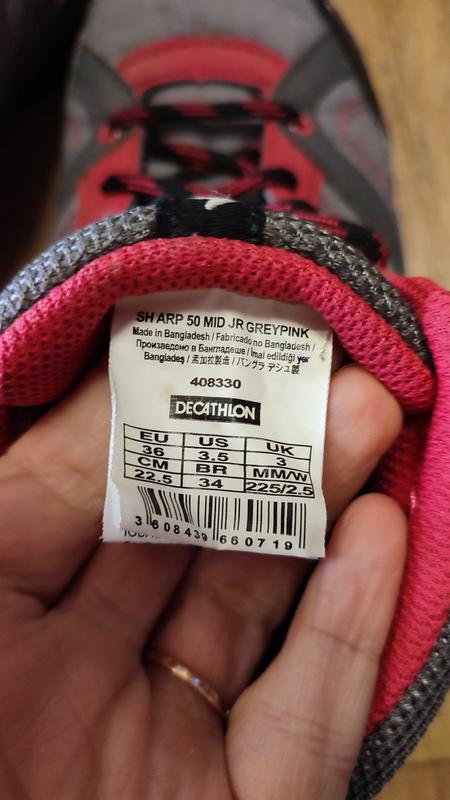 SH ARP 50 MID JR GREYPINK
Made in Bangladesh / Fabricado no Bangladesh /
Произведено в Бангладеше / İmal edildiği yer
Bangladeş / 孟加拉製造 / バングラ デシュ製
408330
DECATHLON
EU US UK
36 3.5 3
CM BR MM/W
22.5 34 225/2.5
3 608439 660719